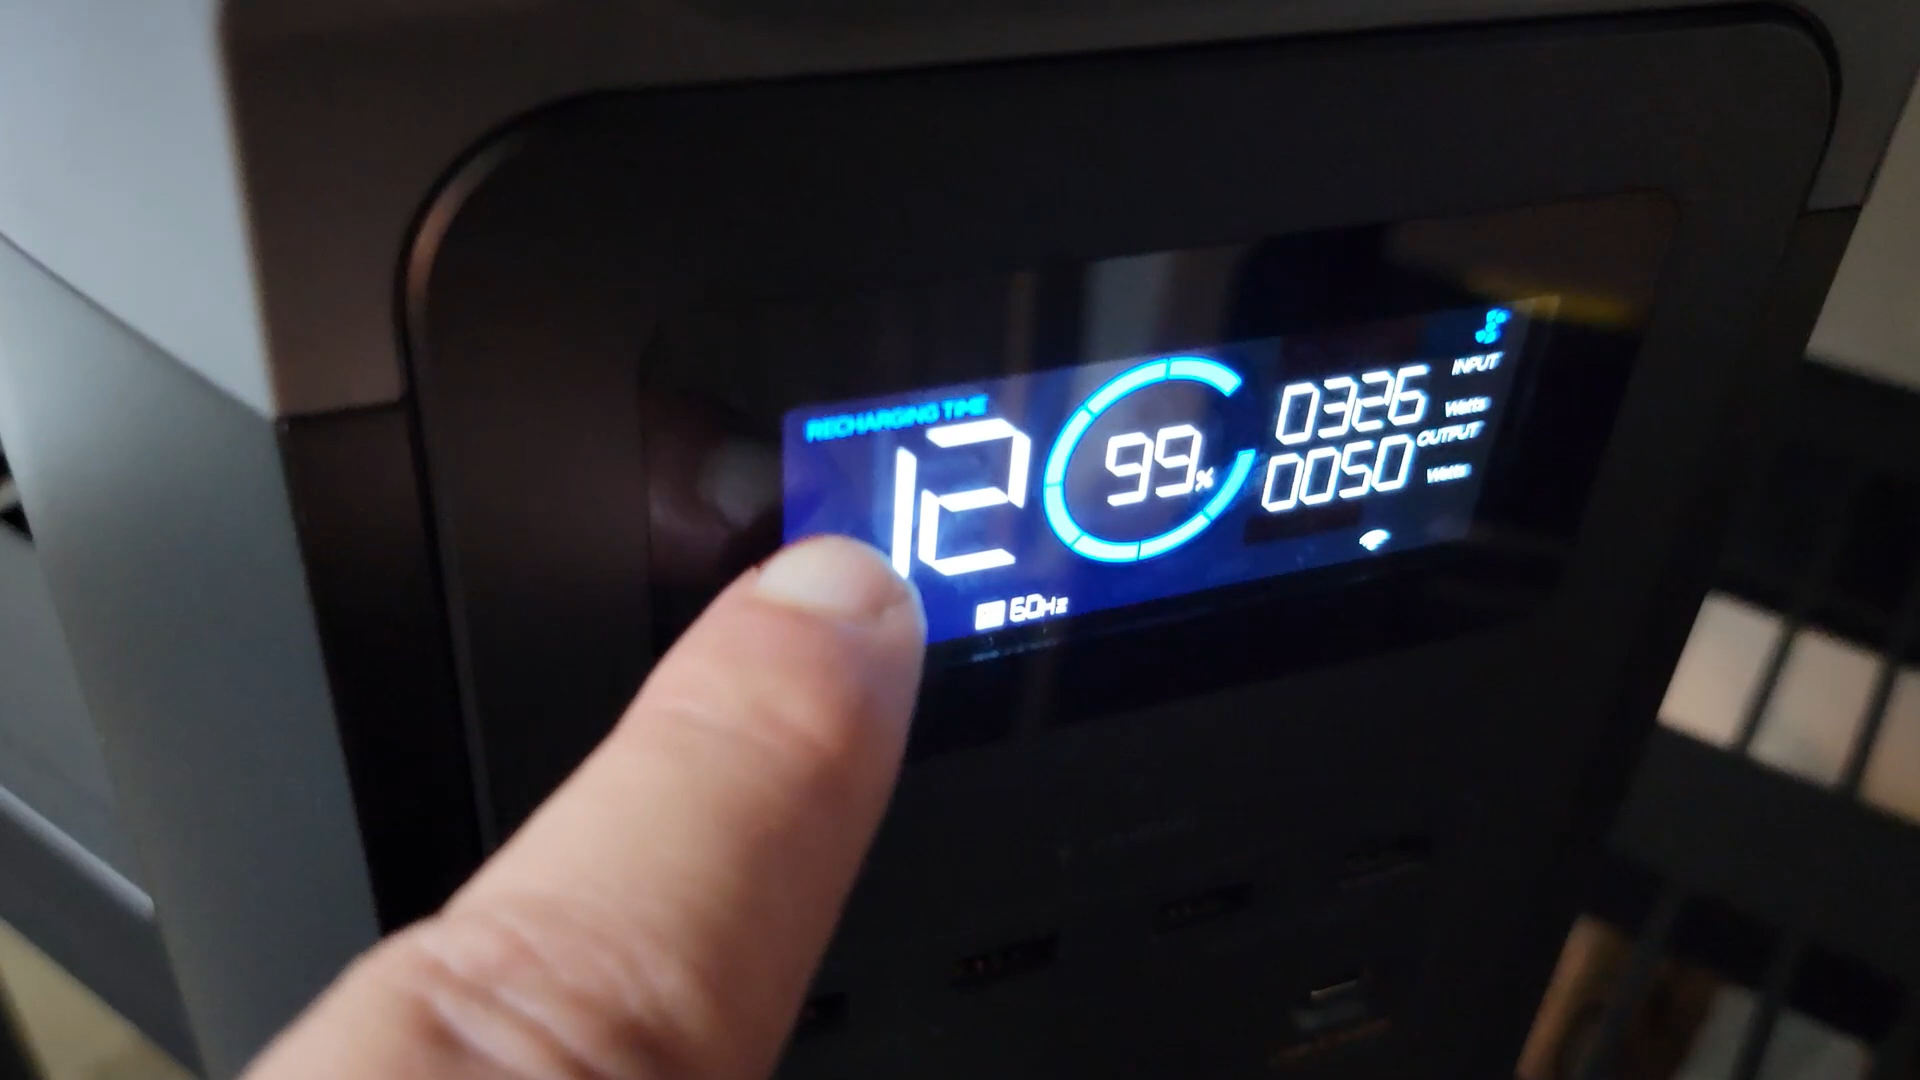 RECHARGING TIME
12
99%
INPUT
0326 Watts
OUTPUT
0050 Watts
60Hz